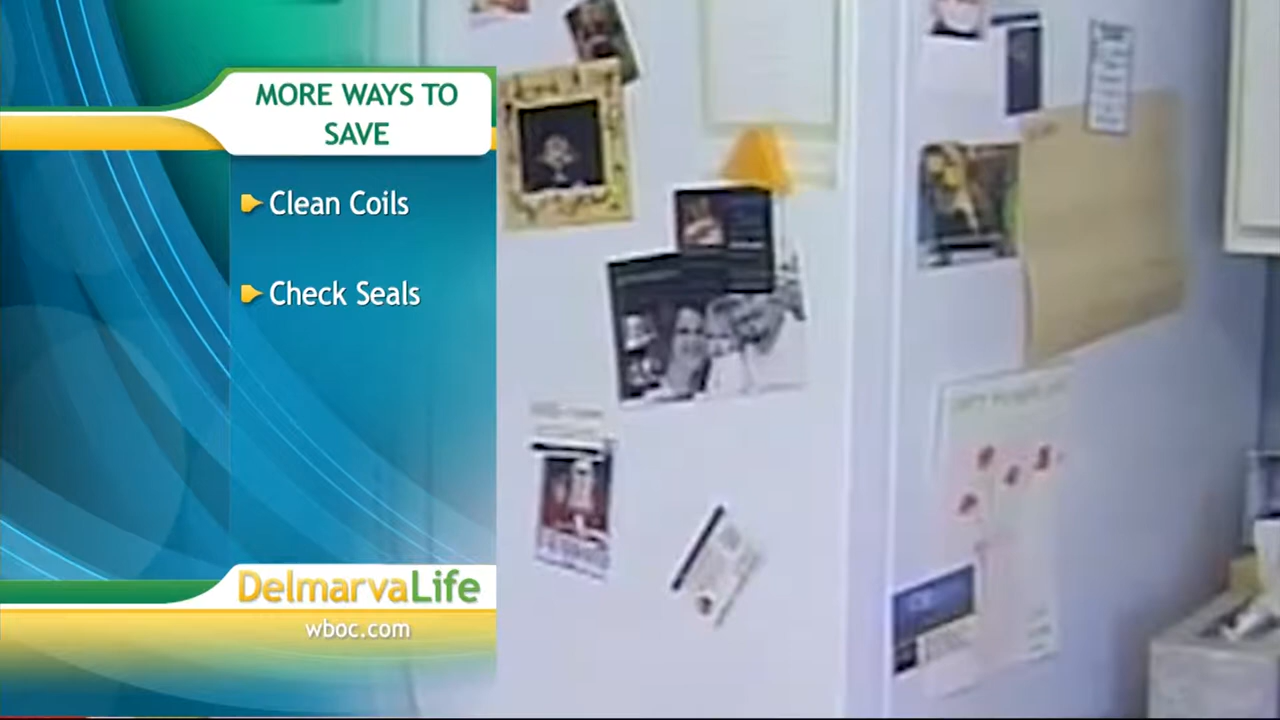 MORE WAYS TO
SAVE
Clean Coils
Check Seals
DelmarvaLife
wboc.com